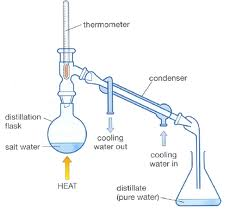 thermometer
condenser
distillation
flask
salt water
cooling
water out
cooling
water in
HEAT
distillate
(pure water)